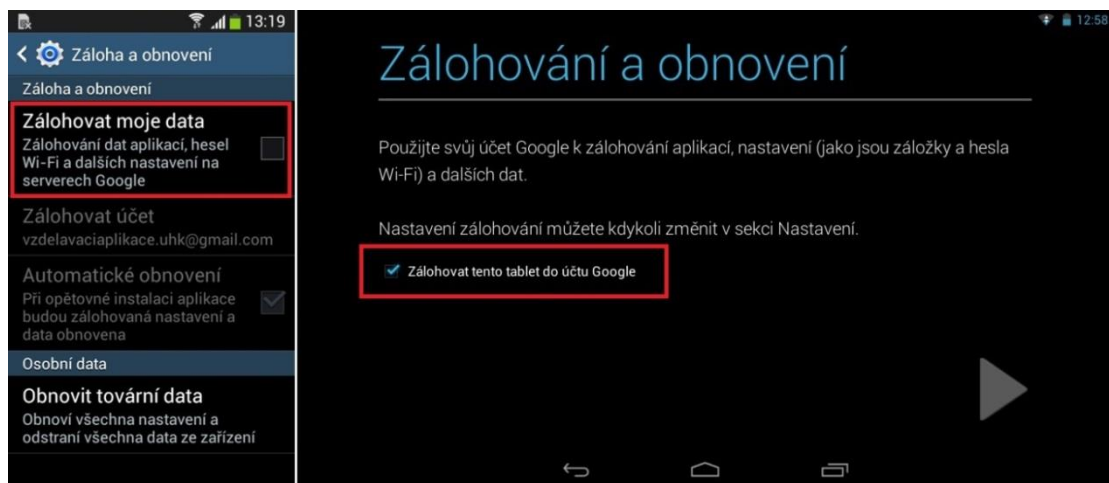 13:19
Záloha a obnovení
Záloha a obnovení
Zálohovat moje data
Zálohování dat aplikací, hesel
Wi-Fi a dalších nastavení na
serverech Google
Zálohovat účet
vzdelavaciaplikace.uhk@gmail.com
Automatické obnovení
Při opětovné instalaci aplikace
budou zálohovaná nastavení a
data obnovena
Osobní data
Obnovit tovární data
Obnoví všechna nastavení a
odstraní všechna data ze zařízení
12:58
Zálohování a obnovení
Použijte svůj účet Google k zálohování aplikací, nastavení (jako jsou záložky a hesla
Wi-Fi) a dalších dat.
Nastavení zálohování můžete kdykoli změnit v sekci Nastavení.
Zálohovat tento tablet do účtu Google